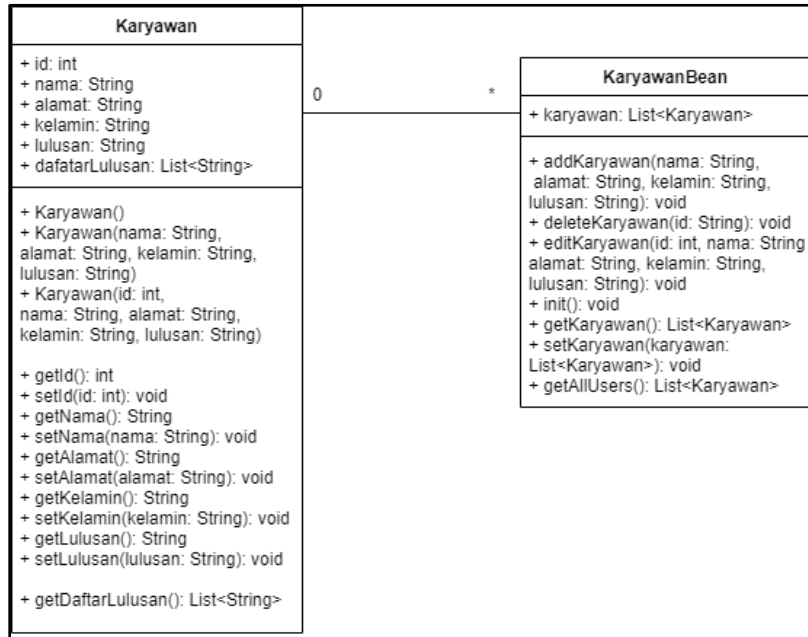 Karyawan
+ id: int
+ nama: String
+ alamat: String
+ kelamin: String
+ lulusan: String
+ dafatarLulusan: List<String>
+ Karyawan()
+ Karyawan(nama: String,
alamat: String, kelamin: String,
lulusan: String)
+ Karyawan(id: int,
nama: String, alamat: String,
kelamin: String, lulusan: String)
+ getId(): int
+ setId(id: int): void
+ getNama(): String
+ setNama(nama: String): void
+ getAlamat(): String
+ setAlamat(alamat: String): void
+ getKelamin(): String
+ setKelamin(kelamin: String): void
+ getLulusan(): String
+ setLulusan(lulusan: String): void
+ getDaftarLulusan(): List<String>
0
*
KaryawanBean
+ karyawan: List<Karyawan>
+ addKaryawan(nama: String,
alamat: String, kelamin: String,
lulusan: String): void
+ deleteKaryawan(id: String): void
+ editKaryawan(id: int, nama: String
alamat: String, kelamin: String,
lulusan: String): void
+ init(): void
+ getKaryawan(): List<Karyawan>
+ setKaryawan(karyawan:
List<Karyawan>): void
+ getAllUsers(): List<Karyawan>